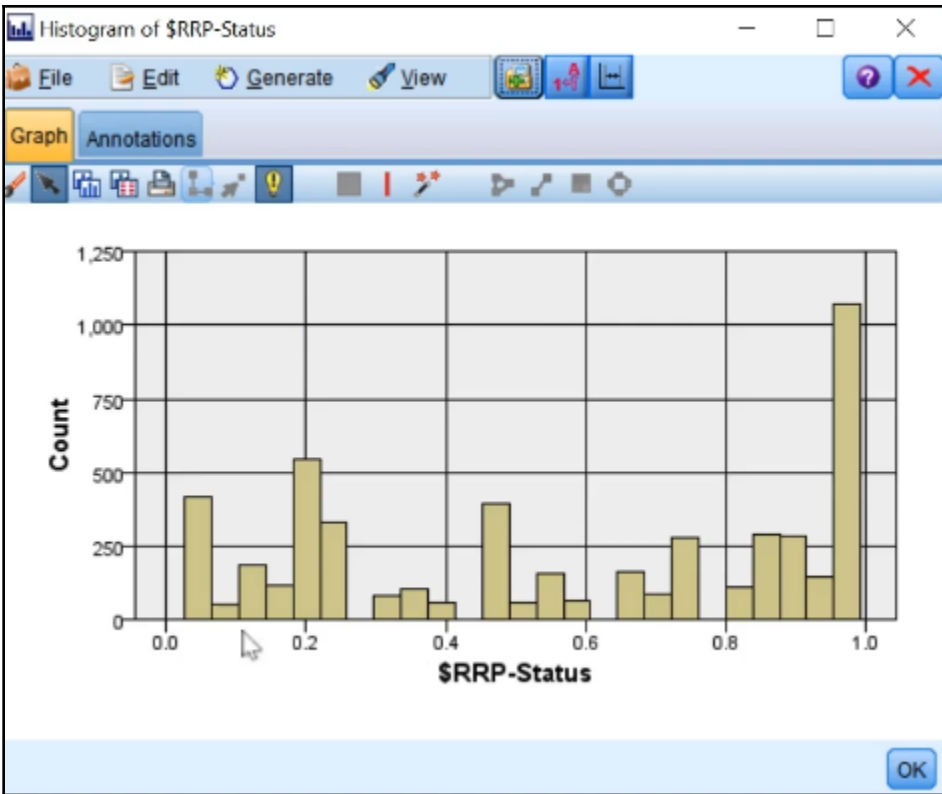 Histogram of $RRP-Status
File Edit Generate View
Graph Annotations
1,250
1,000
750
500
250
0
Count
0.0 0.2 0.4 0.6 0.8 1.0
$RRP-Status
OK